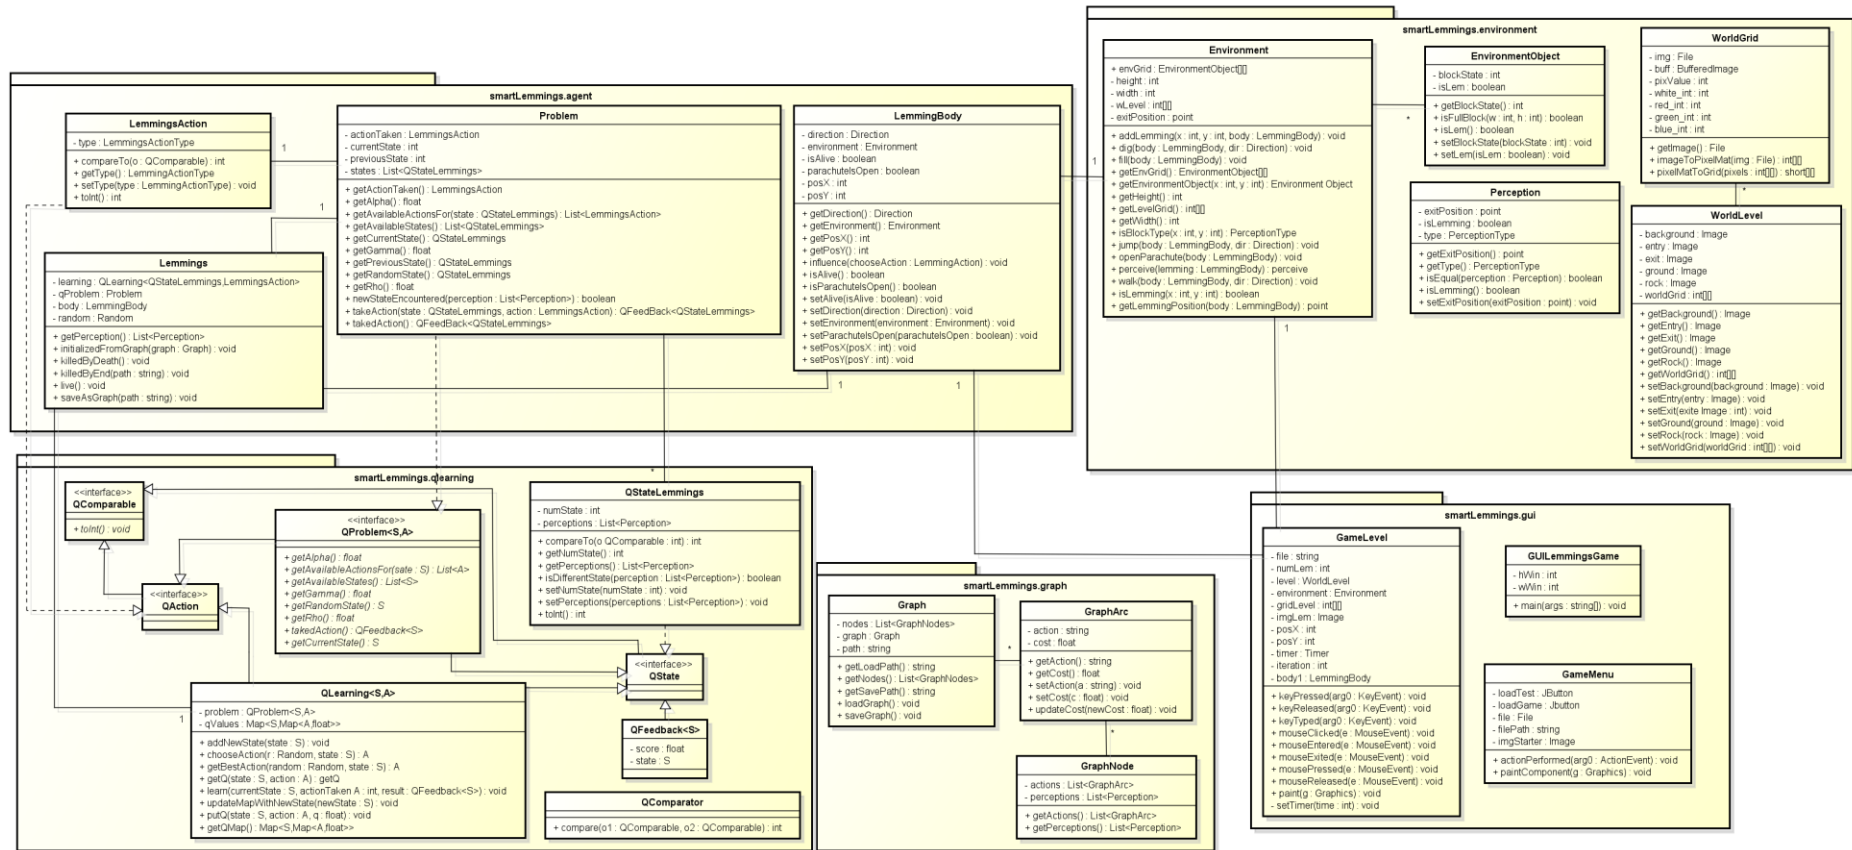 smartLemmings.agent
LemmingsAction
- type : LemmingsActionType
+ compareTo(o : QComparable) : int
+ getType() : LemmingActionType
+ setType(type : LemmingActionType) : void
+ toInt() : int
1
Problem
- actionTaken : LemmingsAction
- currentState : int
- previousState : int
- states : List<QStateLemmings>
+ getActionTaken() : LemmingsAction
+ getAlpha() : float
+ getAvailableActionsFor(state : QStateLemmings) : List<LemmingsAction>
+ getAvailableStates() : List<QStateLemmings>
+ getCurrentState() : QStateLemmings
+ getGamma() : float
+ getPreviousState() : QStateLemmings
+ getRandomState() : QStateLemmings
+ getRho() : float
+ newStateEncountered(perception : List<Perception>) : boolean
+ takeAction(state : QStateLemmings, action : LemmingsAction) : QFeedBack<QStateLemmings>
+ takedAction() : QFeedBack<QStateLemmings>
1
Lemmings
- learning : QLearning<QStateLemmings,LemmingsAction>
- qProblem : Problem
- body : LemmingBody
- random : Random
+ getPerception() : List<Perception>
+ initializedFromGraph(graph : Graph) : void
+ killedByDeath() : void
+ killedByEnd(path : string) : void
+ live() : void
+ saveAsGraph(path : string) : void
LemmingBody
- direction : Direction
- environment : Environment
- isAlive : boolean
- parachuteIsOpen : boolean
- posX : int
- posY : int
+ getDirection() : Direction
+ getEnvironment() : Environment
+ getPosX() : int
+ getPosY() : int
+ influence(chooseAction : LemmingAction) : void
+ isAlive() : boolean
+ isParachuteIsOpen() : boolean
+ setAlive(isAlive : boolean) : void
+ setDirection(direction : Direction) : void
+ setEnvironment(environment : Environment) : void
+ setParachuteIsOpen(parachuteIsOpen : boolean) : void
+ setPosX(posX : int) : void
+ setPosY(posY : int) : void
1
1
smartLemmings.environment
Environment
+ envGrid : EnvironmentObject[][]
- height : int
- width : int
- wLevel : int[][]
- exitPosition : point
+ addLemming(x : int, y : int, body : LemmingBody) : void
+ dig(body : LemmingBody, dir : Direction) : void
+ fill(body : LemmingBody) : void
+ getEnvGrid() : EnvironmentObject[][]
+ getEnvironmentObject(x : int, y : int) : Environment Object
+ getHeight() : int
+ getLevelGrid() : int[][]
+ getWidth() : int
+ isBlockType(x : int, y : int) : PerceptionType
+ jump(body : LemmingBody, dir : Direction) : void
+ openParachute(body : LemmingBody) : void
+ perceive(lemming : LemmingBody) : perceive
+ walk(body : LemmingBody, dir : Direction) : void
+ isLemming(x : int, y : int) : boolean
+ getLemmingPosition(body : LemmingBody) : point
1
1
EnvironmentObject
- blockState : int
- isLem : boolean
+ getBlockState() : int
+ isFullBlock(w : int, h : int) : boolean
+ isLem() : boolean
+ setBlockState(blockState : int) : void
+ setLem(isLem : boolean) : void
*
Perception
- exitPosition : point
- isLemming : boolean
- type : PerceptionType
+ getExitPosition() : point
+ getType() : PerceptionType
+ isEqual(perception : Perception) : boolean
+ isLemming() : boolean
+ setExitPosition(exitPosition : point) : void
WorldGrid
- img : File
- buff : BufferedImage
- pixValue : int
- white_int : int
- red_int : int
- green_int : int
- blue_int : int
+ getImage() : File
+ imageToPixelMat(img : File) : int[][]
+ pixelMatToGrid(pixels : int[][]) : short[][]
*
WorldLevel
- background : Image
- entry : Image
- exit : Image
- ground : Image
- rock : Image
- worldGrid : int[][]
+ getBackground() : Image
+ getEntry() : Image
+ getExit() : Image
+ getGround() : Image
+ getRock() : Image
+ getWorldGrid() : int[][]
+ setBackground(background : Image) : void
+ setEntry(entry : Image) : void
+ setExit(exite Image : int) : void
+ setGround(ground : Image) : void
+ setRock(rock : Image) : void
+ setWorldGrid(worldGrid : int[][]) : void
smartLemmings.qlearning
<<interface>>
QComparable
+ toInt() : void
<<interface>>
QAction
<<interface>>
QProblem<S,A>
+ getAlpha() : float
+ getAvailableActionsFor(sate : S) : List<A>
+ getAvailableStates() : List<S>
+ getGamma() : float
+ getRandomState() : S
+ getRho() : float
+ takedAction() : QFeedback<S>
+ getCurrentState() : S
*
QStateLemmings
- numState : int
- perceptions : List<Perception>
+ compareTo(o QComparable : int) : int
+ getNumState() : int
+ getPerceptions() : List<Perception>
+ isDifferentState(perception : List<Perception>) : boolean
+ setNumState(numState : int) : void
+ setPerceptions(perceptions : List<Perception>) : void
+ toInt() : int
<<interface>>
QState
1
QLearning<S,A>
- problem : QProblem<S,A>
- qValues : Map<S,Map<A,float>>
+ addNewState(state : S) : void
+ chooseAction(r : Random, state : S) : A
+ getBestAction(random : Random, state : S) : A
+ getQ(state : S, action : A) : getQ
+ learn(currentState : S, actionTaken A : int, result : QFeedback<S>) : void
+ updateMapWithNewState(newState : S) : void
+ putQ(state : S, action : A, q : float) : void
+ getQMap() : Map<S,Map<A,float>>
QFeedback<S>
- score : float
- state : S
QComparator
+ compare(o1 : QComparable, o2 : QComparable) : int
smartLemmings.graph
Graph
- nodes : List<GraphNodes>
- graph : Graph
- path : string
+ getLoadPath() : string
+ getNodes() : List<GraphNodes>
+ getSavePath() : string
+ loadGraph() : void
+ saveGraph() : void
*
GraphArc
- action : string
- cost : float
+ getAction() : string
+ getCost() : float
+ setAction(a : string) : void
+ setCost(c : float) : void
+ updateCost(newCost : float) : void
*
GraphNode
- actions : List<GraphArc>
- perceptions : List<Perception>
+ getActions() : List<GraphArc>
+ getPerceptions() : List<Perception>
smartLemmings.gui
GameLevel
- file : string
- numLem : int
- level : WorldLevel
- environment : Environment
- gridLevel : int[][]
- imgLem : Image
- posX : int
- posY : int
- timer : Timer
- iteration : int
- body1 : LemmingBody
+ keyPressed(arg0 : KeyEvent) : void
+ keyReleased(arg0 : KeyEvent) : void
+ keyTyped(arg0 : KeyEvent) : void
+ mouseClicked(e : MouseEvent) : void
+ mouseEntered(e : MouseEvent) : void
+ mouseExited(e : MouseEvent) : void
+ mousePressed(e : MouseEvent) : void
+ mouseReleased(e : MouseEvent) : void
+ paint(g : Graphics) : void
- setTimer(time : int) : void
GUILemmingsGame
- hWin : int
- wWin : int
+ main(args : string[]) : void
GameMenu
- loadTest : JButton
- loadGame : Jbutton
- file : File
- filePath : string
- imgStarter : Image
+ actionPerformed(arg0 : ActionEvent) : void
+ paintComponent(g : Graphics) : void